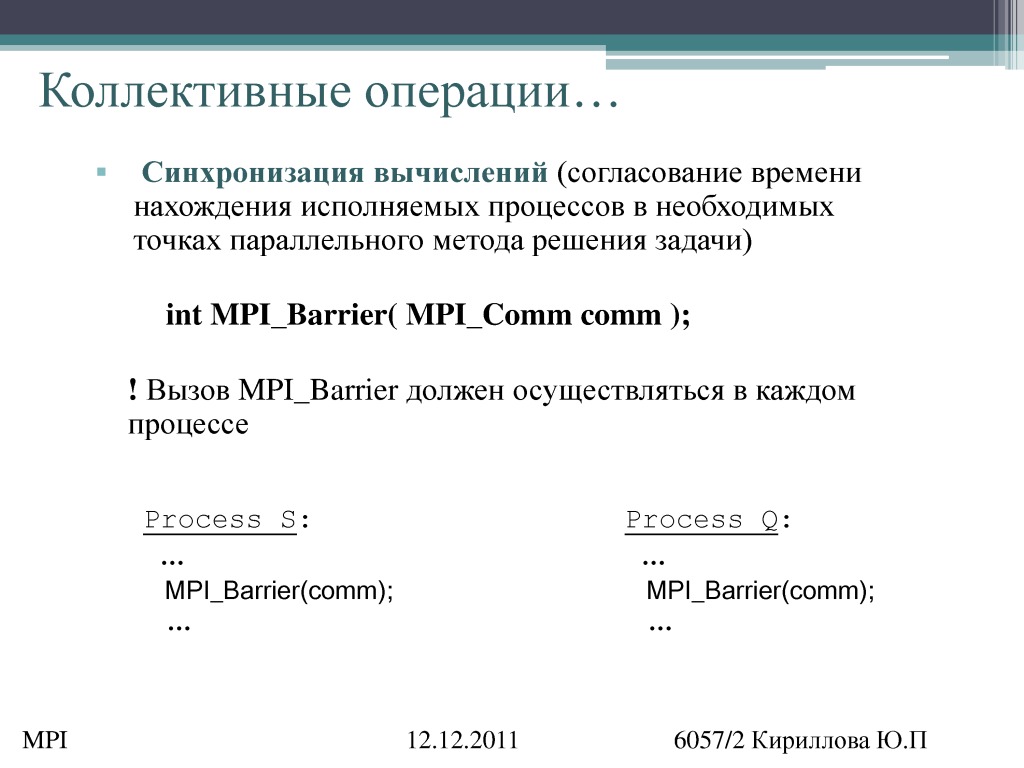 Коллективные операции…
▪ Синхронизация вычислений (согласование времени
нахождения исполняемых процессов в необходимых
точках параллельного метода решения задачи)
int MPI_Barrier( MPI_Comm comm );
! Вызов MPI_Barrier должен осуществляться в каждом
процессе
Process S:
…
MPI_Barrier(comm);
…
Process Q:
…
MPI_Barrier(comm);
…
MPI 12.12.2011 6057/2 Кириллова Ю.П